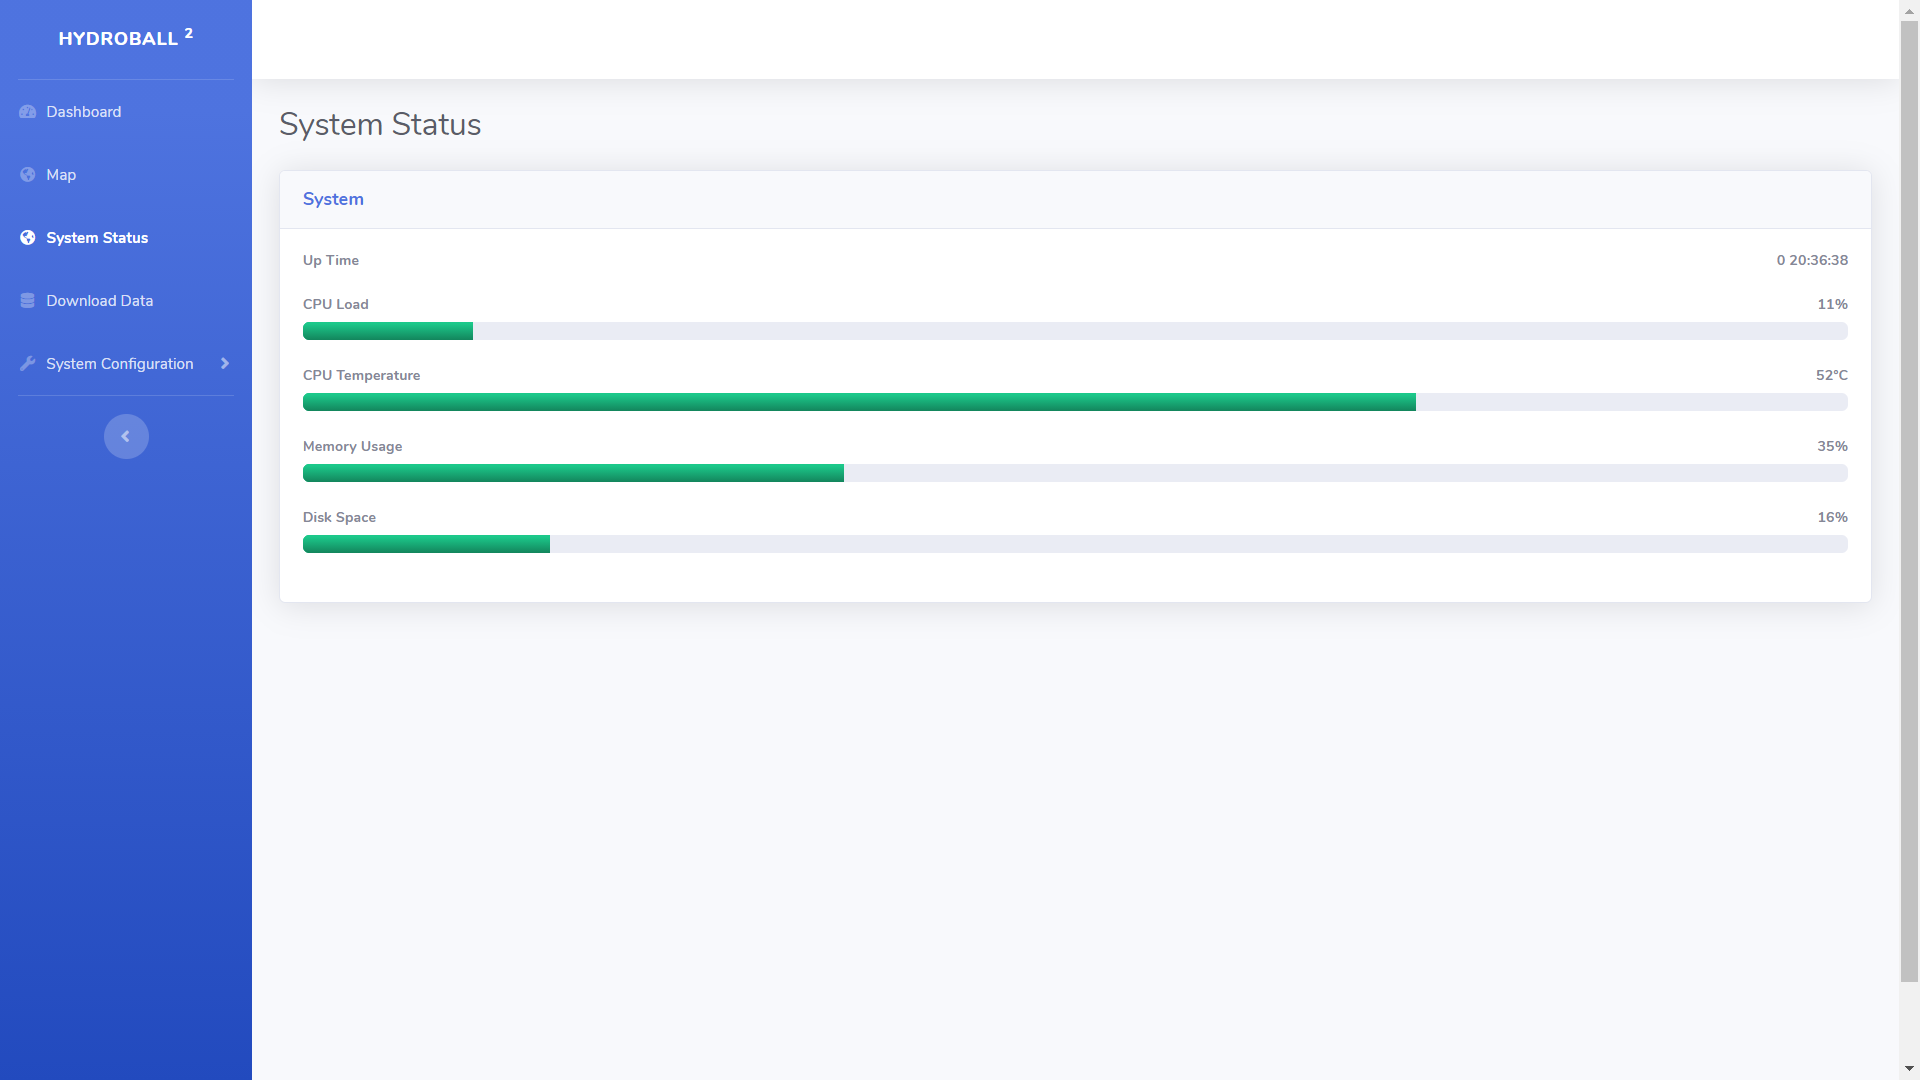 HYDROBALL 2
Dashboard
Map
System Status
Download Data
System Configuration
System Status
System
Up Time 0 20:36:38
CPU Load 11%
CPU Temperature 52°C
Memory Usage 35%
Disk Space 16%